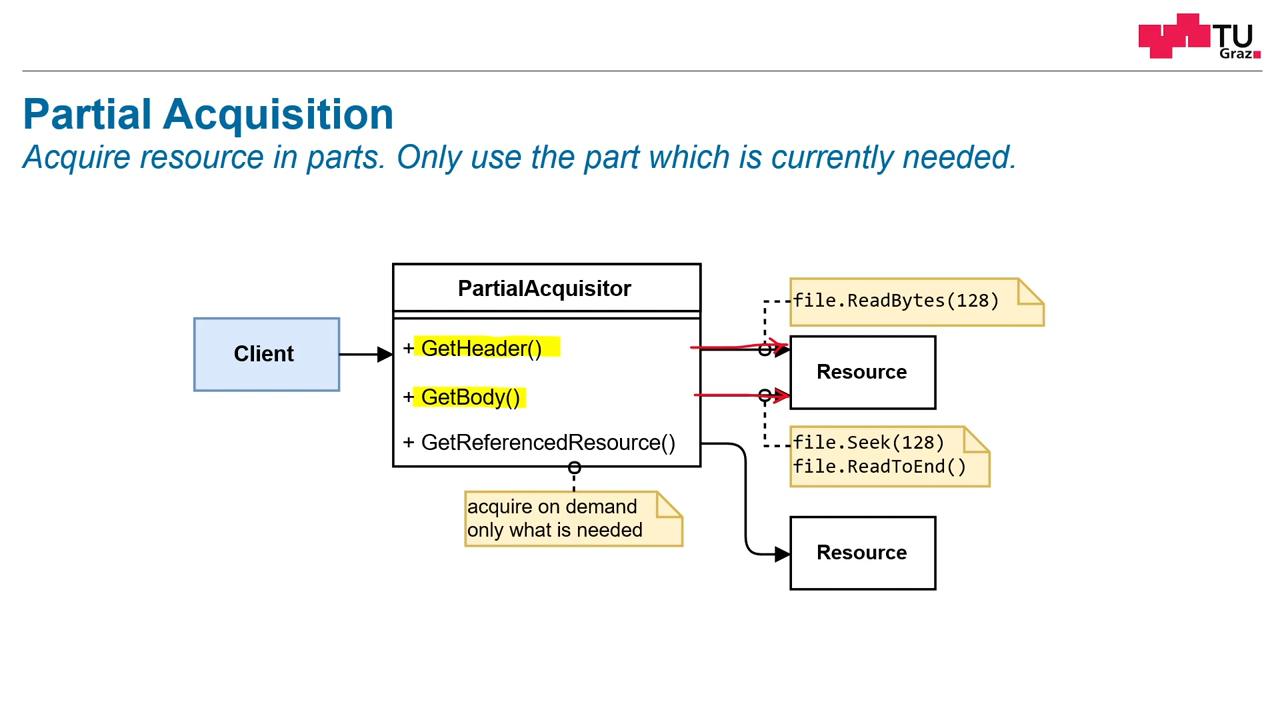 TU
Graz
Partial Acquisition
Acquire resource in parts. Only use the part which is currently needed.
Client
PartialAcquisitor
+ GetHeader()
+ GetBody()
+ GetReferencedResource()
acquire on demand
only what is needed
file.ReadBytes(128)
Resource
file.Seek(128)
file.ReadToEnd()
Resource